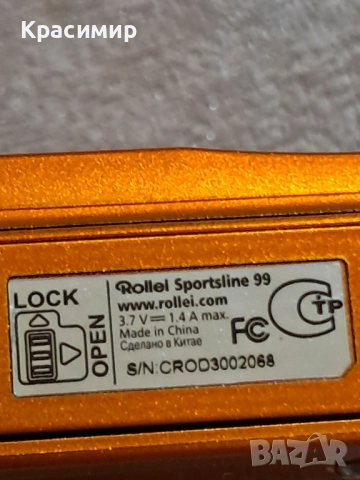 Красимир
LOCK
OPEN
Rollei Sportsline 99
www.rollei.com
3.7 V⎓ 1.4 A max.
Made in China
Сделано в Китае
FC
CTP
S/N:CROD3002068
BAZAR